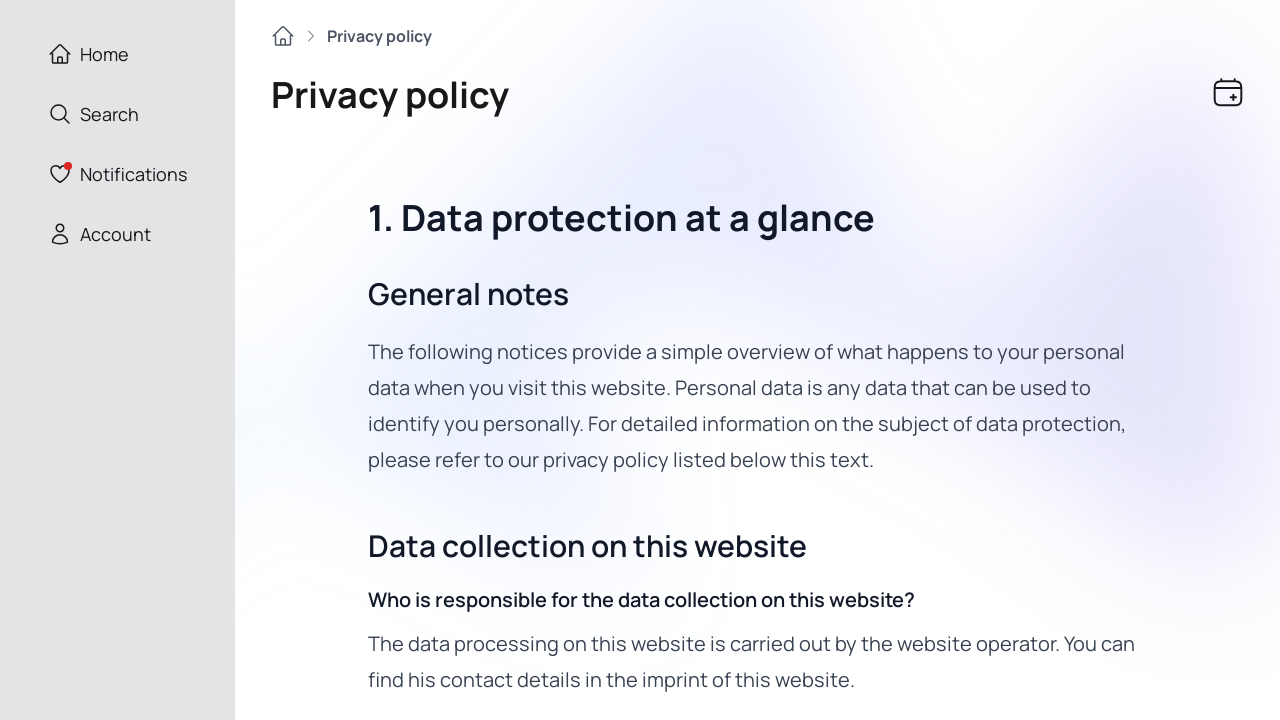 Home
Search
Notifications
Account
Privacy policy
Privacy policy
1. Data protection at a glance
General notes
The following notices provide a simple overview of what happens to your personal
data when you visit this website. Personal data is any data that can be used to
identify you personally. For detailed information on the subject of data protection,
please refer to our privacy policy listed below this text.
Data collection on this website
Who is responsible for the data collection on this website?
The data processing on this website is carried out by the website operator. You can
find his contact details in the imprint of this website.